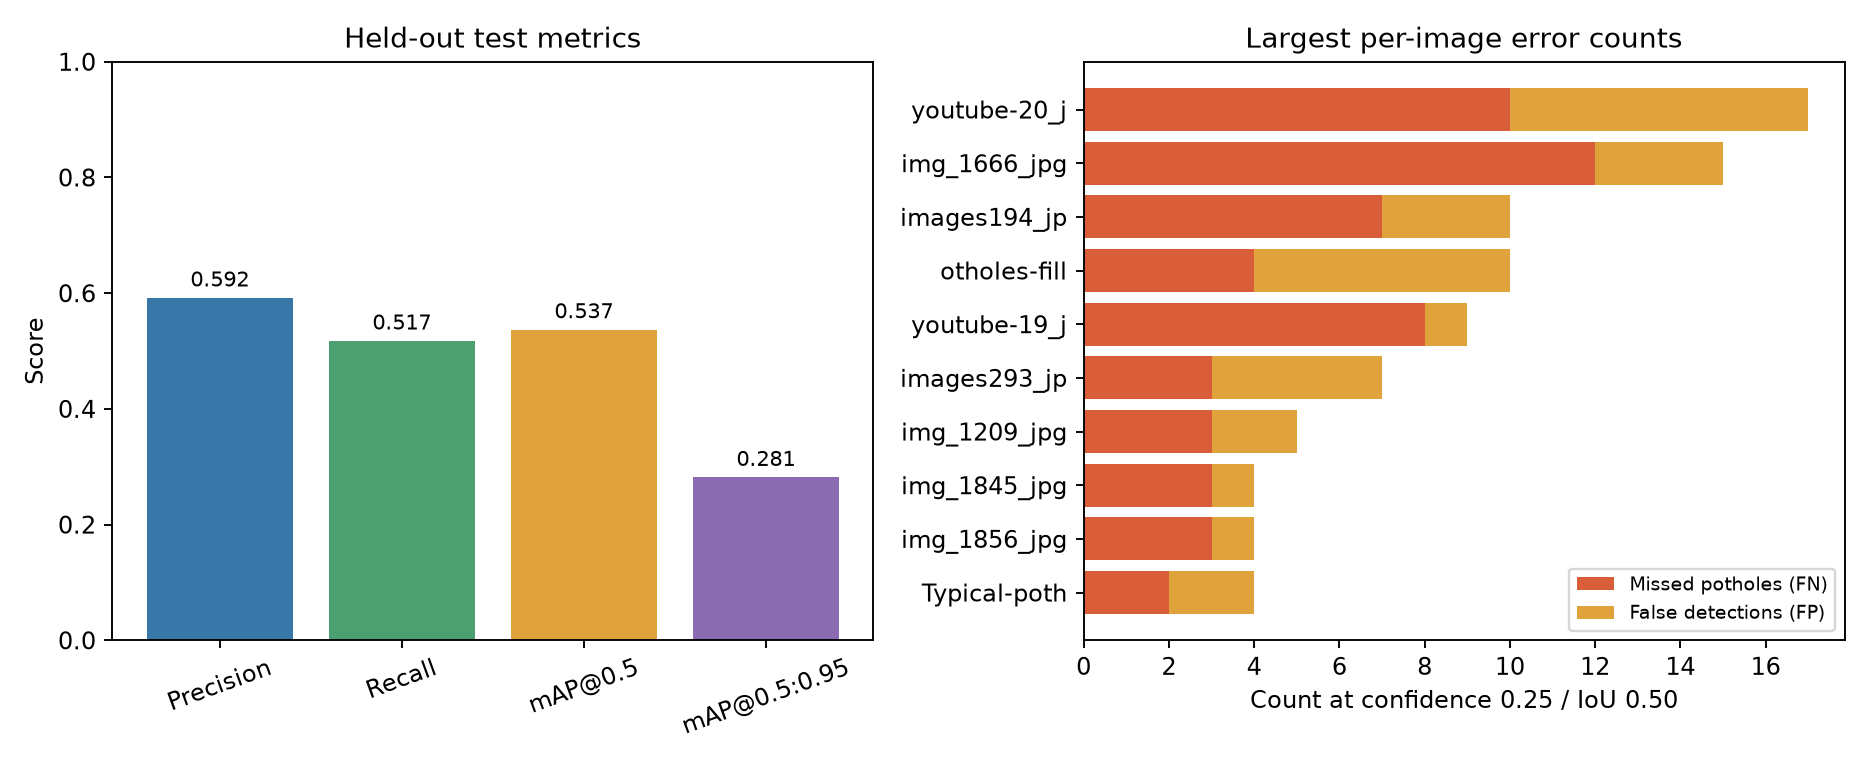 Held-out test metrics
Score
1.0
0.8
0.6
0.4
0.2
0.0
0.592
0.517
0.537
0.281
Precision
Recall
mAP@0.5
mAP@0.5:0.95
Largest per-image error counts
youtube-20_j
img_1666_jpg
images194_jp
otholes-fill
youtube-19_j
images293_jp
img_1209_jpg
img_1845_jpg
img_1856_jpg
Typical-poth
Missed potholes (FN)
False detections (FP)
0 2 4 6 8 10 12 14 16
Count at confidence 0.25 / IoU 0.50